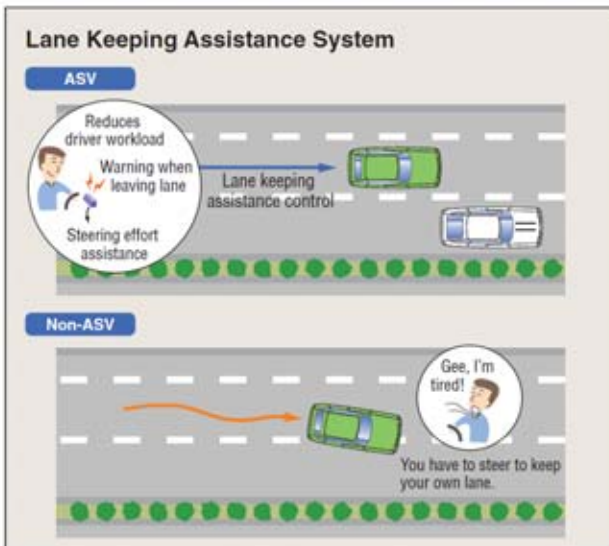 Lane Keeping Assistance System
ASV
Reduces
driver workload
Warning when
leaving lane
Steering effort
assistance
Lane keeping
assistance control
Non-ASV
Gee, I'm
tired!
You have to steer to keep
your own lane.